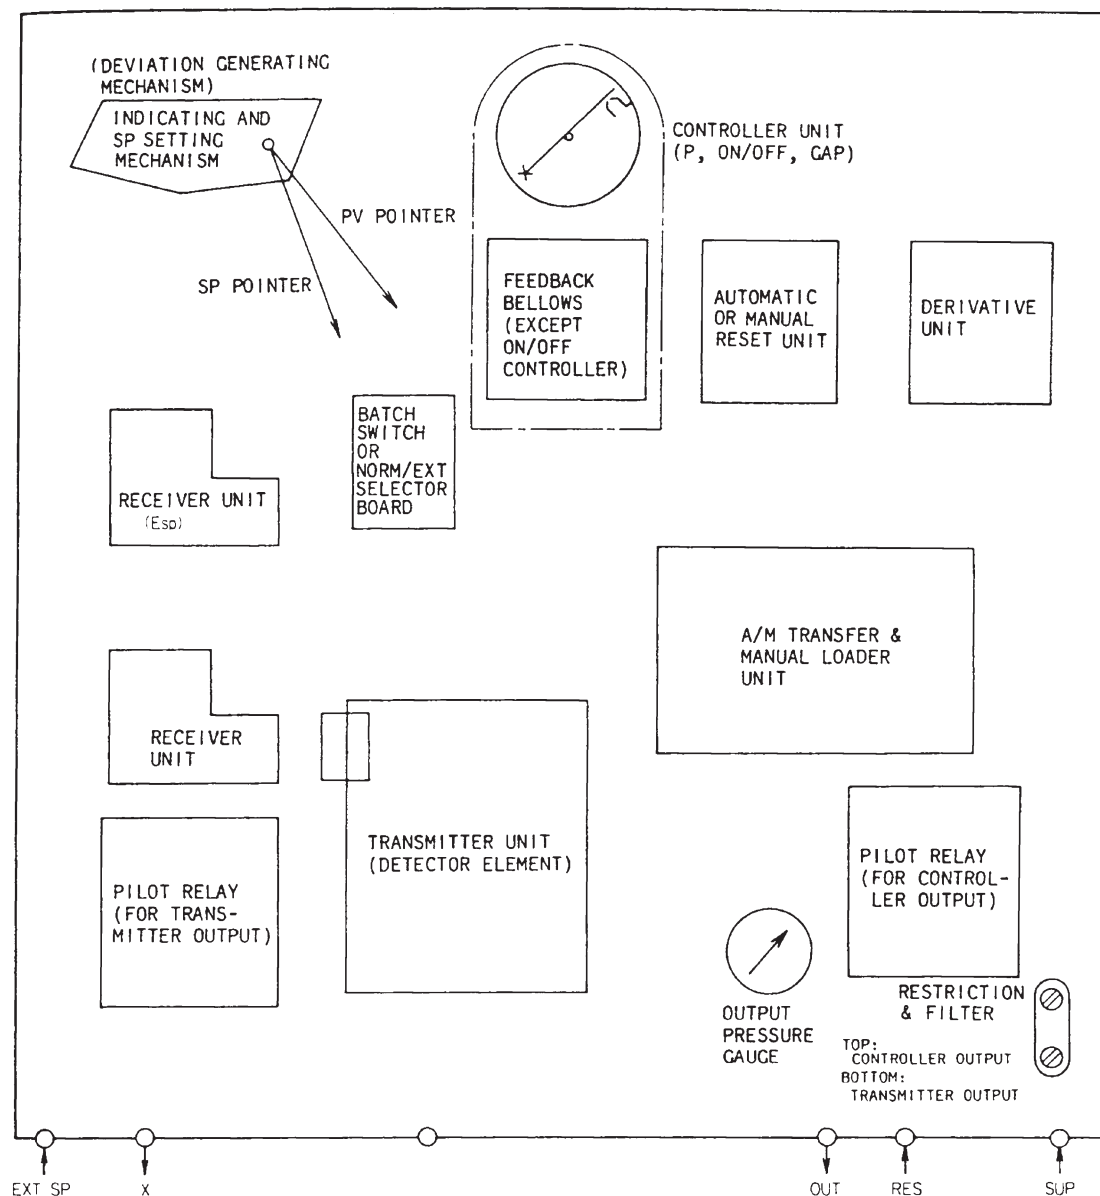 (DEVIATION GENERATING
MECHANISM)
INDICATING AND
SP SETTING
MECHANISM
PV POINTER
SP POINTER
CONTROLLER UNIT
(P, ON/OFF, GAP)
FEEDBACK
BELLOWS
(EXCEPT
ON/OFF
CONTROLLER)
AUTOMATIC
OR MANUAL
RESET UNIT
DERIVATIVE
UNIT
BATCH
SWITCH
OR
NORM/EXT
SELECTOR
BOARD
RECEIVER UNIT
(Esp)
A/M TRANSFER &
MANUAL LOADER
UNIT
RECEIVER
UNIT
TRANSMITTER UNIT
(DETECTOR ELEMENT)
PILOT RELAY
(FOR TRANS-
MITTER OUTPUT)
PILOT RELAY
(FOR CONTROL-
LER OUTPUT)
OUTPUT
PRESSURE
GAUGE
RESTRICTION
& FILTER
TOP:
CONTROLLER OUTPUT
BOTTOM:
TRANSMITTER OUTPUT
EXT SP
X
OUT
RES
SUP